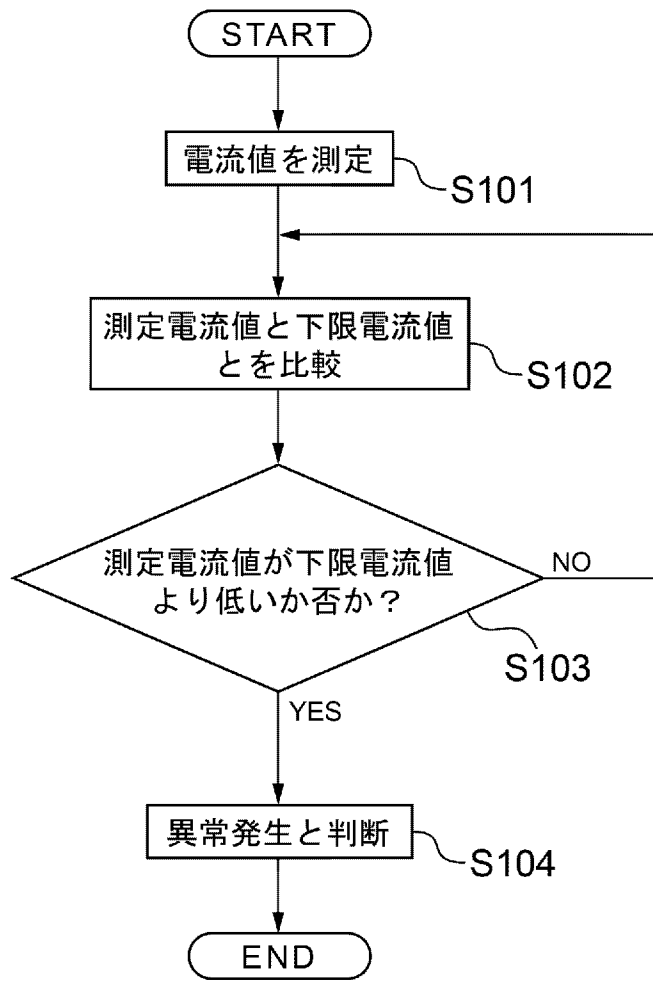 START
電流値を測定
S101
測定電流値と下限電流値
とを比較
S102
測定電流値が下限電流値
より低いか否か？
NO
S103
YES
異常発生と判断
S104
END